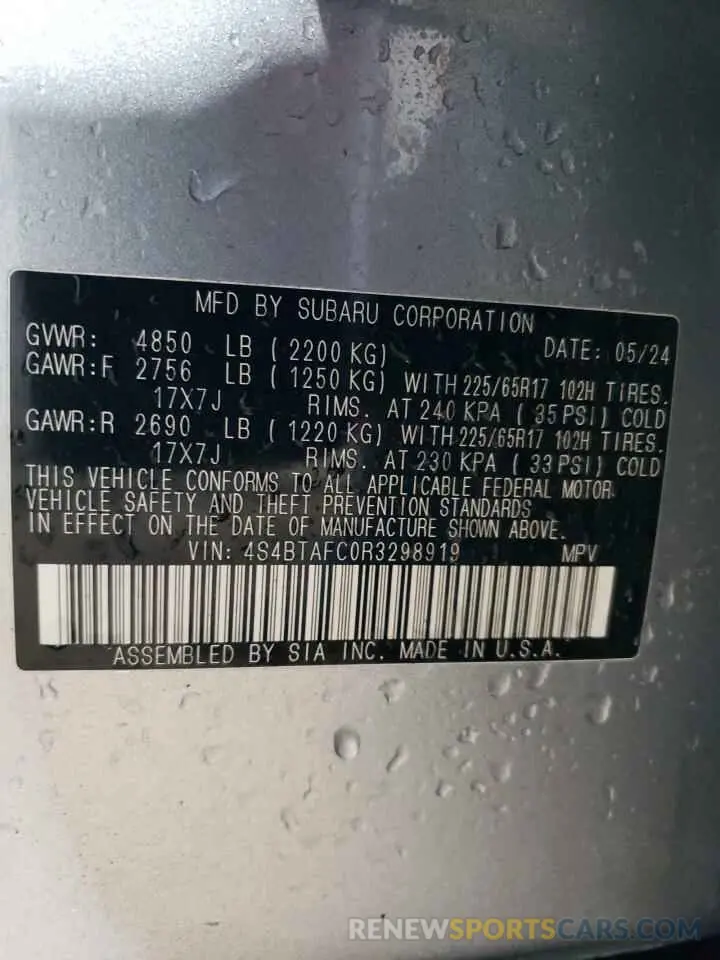 MFD BY SUBARU CORPORATION
GVWR: 4850 LB ( 2200 KG) DATE: 05/24
GAWR:F 2756 LB ( 1250 KG) WITH 225/65R17 102H TIRES.
17X7J RIMS. AT 240 KPA ( 35 PSI) COLD
GAWR:R 2690 LB ( 1220 KG) WITH 225/65R17 102H TIRES.
17X7J RIMS. AT 230 KPA ( 33 PSI) COLD
THIS VEHICLE CONFORMS TO ALL APPLICABLE FEDERAL MOTOR
VEHICLE SAFETY AND THEFT PREVENTION STANDARDS
IN EFFECT ON THE DATE OF MANUFACTURE SHOWN ABOVE.
VIN: 4S4BTAFC0R3298919 MPV
ASSEMBLED BY SIA INC. MADE IN U.S.A.
RENEWSPORTSCARS.COM